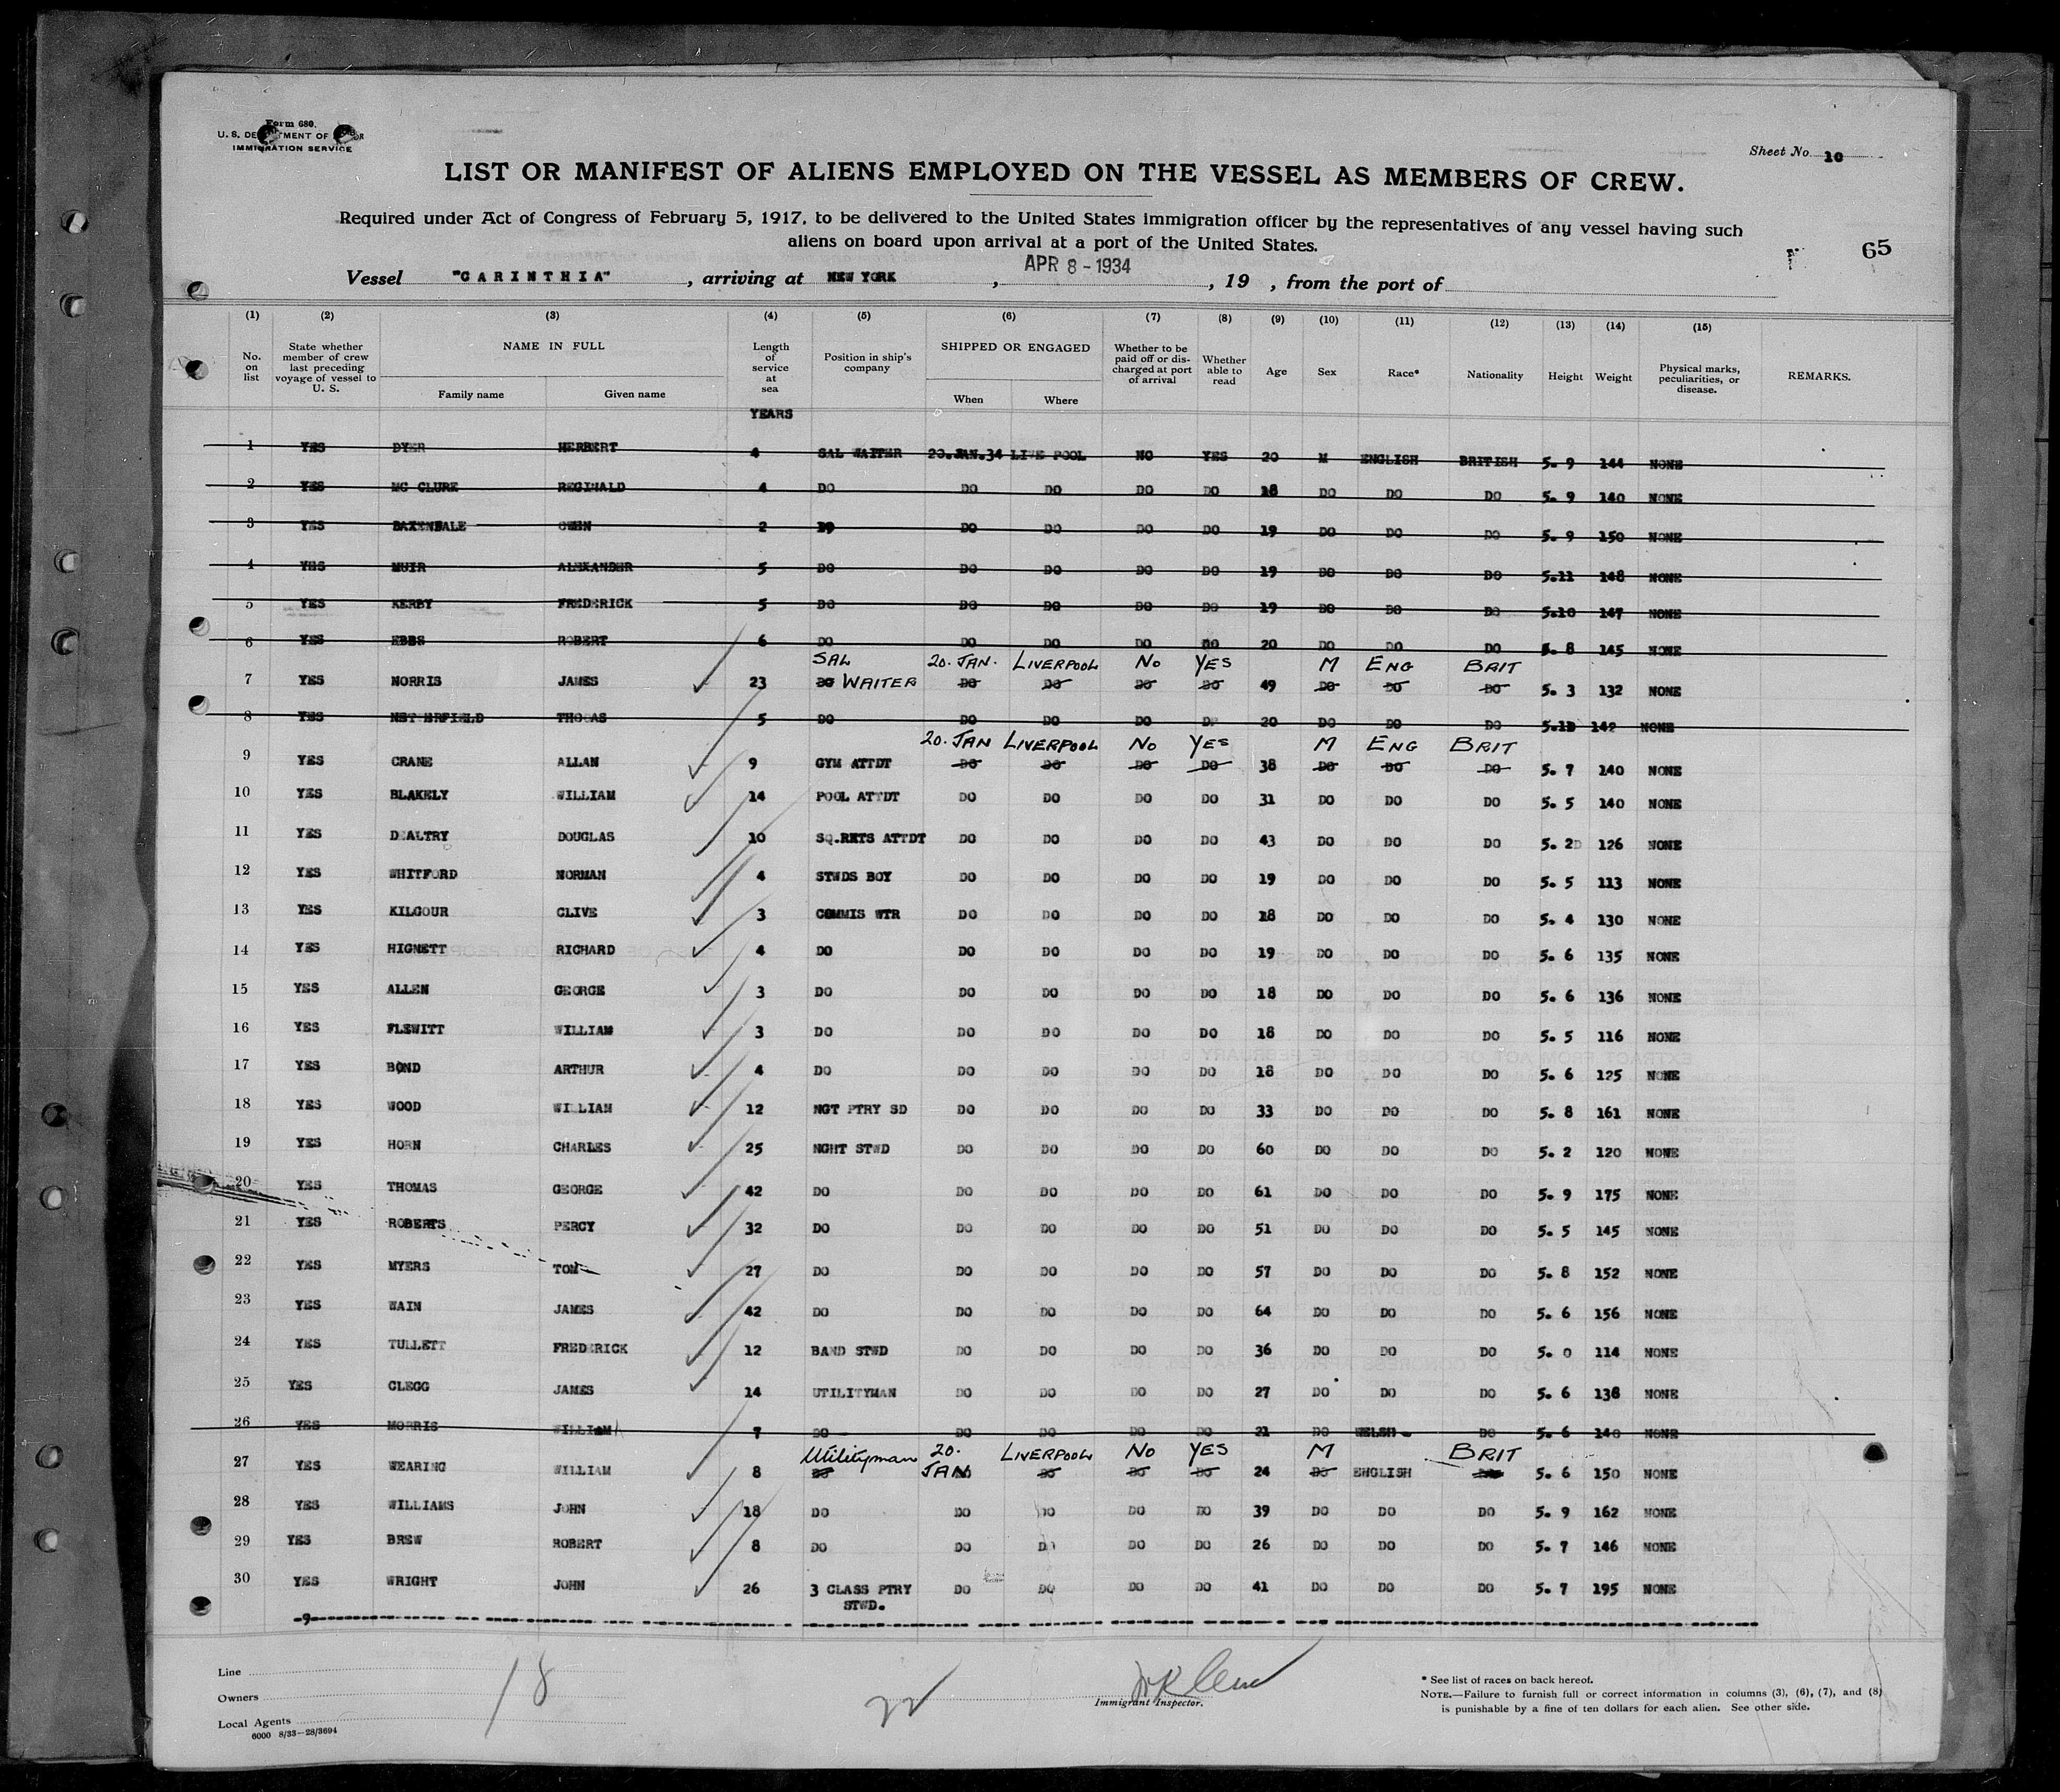 Form 680.
U. S. DEPARTMENT OF LABOR
IMMIGRATION SERVICE
Sheet No. 10
LIST OR MANIFEST OF ALIENS EMPLOYED ON THE VESSEL AS MEMBERS OF CREW.
Required under Act of Congress of February 5, 1917, to be delivered to the United States immigration officer by the representatives of any vessel having such
aliens on board upon arrival at a port of the United States.
65
Vessel "CARINTHIA", arriving at NEW YORK, APR 8-1934, 19 , from the port of
(1) (2) (3) (4) (5) (6) (7) (8) (9) (10) (11) (12) (13) (14) (15)
No. on list State whether member of crew last preceding voyage of vessel to U. S. NAME IN FULL Family name Given name Length of service at sea Position in ship's company SHIPPED OR ENGAGED When Where Whether to be paid off or discharged at port of arrival Whether able to read Age Sex Race* Nationality Height Weight Physical marks, peculiarities, or disease. REMARKS.
YEARS
1 YES DYER HERBERT 4 SAL WAITER 20.JAN.34 LIVE POOL NO YES 20 M ENGLISH BRITISH 5. 9 144 NONE
2 YES MC CLURE REGINALD 4 DO DO DO DO DO 18 DO DO DO 5. 9 140 NONE
3 YES BAXENDALE OWEN 2 DO DO DO DO DO 19 DO DO DO 5. 9 150 NONE
4 YES MUIR ALEXANDER 5 DO DO DO DO DO 19 DO DO DO 5.11 148 NONE
5 YES KERBY FREDERICK 5 DO DO DO DO DO 19 DO DO DO 5.10 147 NONE
6 YES EBBS ROBERT 6 DO DO DO DO DO 20 DO DO DO 5. 8 145 NONE
SAL 20. JAN. LIVERPOOL No YES M ENG BRIT
7 YES NORRIS JAMES 23 DO WAITER DO DO DO DO 49 DO DO DO 5. 3 132 NONE
8 YES NETHERFIELD THOMAS 5 DO DO DO DO DO 20 DO DO DO 142 NONE
20. JAN LIVERPOOL No YES M ENG BRIT
9 YES CRANE ALLAN 9 GYM ATTDT DO DO DO DO 38 DO DO DO 5. 7 140 NONE
10 YES BLAKELY WILLIAM 14 POOL ATTDT DO DO DO DO 31 DO DO DO 5. 5 140 NONE
11 YES DEALTRY DOUGLAS 10 SQ.RKTS ATTDT DO DO DO DO 43 DO DO DO 5. 2 126 NONE
12 YES WHITFORD NORMAN 4 STWDS BOY DO DO DO DO 19 DO DO DO 5. 5 113 NONE
13 YES KILGOUR CLIVE 3 COMMIS WTR DO DO DO DO 18 DO DO DO 5. 4 130 NONE
14 YES HIGNETT RICHARD 4 DO DO DO DO DO 19 DO DO DO 5. 6 135 NONE
15 YES ALLEN GEORGE 3 DO DO DO DO DO 18 DO DO DO 5. 6 136 NONE
16 YES FLEWITT WILLIAM 3 DO DO DO DO DO 18 DO DO DO 5. 5 116 NONE
17 YES BOND ARTHUR 4 DO DO DO DO DO 18 DO DO DO 5. 6 125 NONE
18 YES WOOD WILLIAM 12 NGT PTRY SD DO DO DO DO 33 DO DO DO 5. 8 161 NONE
19 YES HORN CHARLES 25 NGHT STWD DO DO DO DO 60 DO DO DO 5. 2 120 NONE
20 YES THOMAS GEORGE 42 DO DO DO DO DO 61 DO DO DO 5. 9 175 NONE
21 YES ROBERTS PERCY 32 DO DO DO DO DO 51 DO DO DO 5. 5 145 NONE
22 YES MYERS TOM 27 DO DO DO DO DO 57 DO DO DO 5. 8 152 NONE
23 YES WAIN JAMES 42 DO DO DO DO DO 64 DO DO DO 5. 6 156 NONE
24 YES TULLETT FREDERICK 12 BAND STWD DO DO DO DO 36 DO DO DO 5. 0 114 NONE
25 YES CLEGG JAMES 14 UTILITYMAN DO DO DO DO 27 DO DO DO 5. 6 138 NONE
26 YES MORRIS WILLIAM 7 DO DO DO DO DO 21 DO WELSH DO 5. 6 140 NONE
Utilityman 20. LIVERPOOL No YES M BRIT
27 YES WEARING WILLIAM 8 DO JAN DO DO DO DO 24 DO ENGLISH 5. 6 150 NONE
28 YES WILLIAMS JOHN 18 DO DO DO DO DO 39 DO DO DO 5. 9 162 NONE
29 YES BREW ROBERT 8 DO DO DO DO DO 26 DO DO DO 5. 7 146 NONE
30 YES WRIGHT JOHN 26 3 CLASS PTRY DO DO DO DO 41 DO DO DO 5. 7 195 NONE
STWD.
-9-
Line
Owners
Local Agents
6000 8/33-28/3694
18
22
Immigrant Inspector.
* See list of races on back hereof.
NOTE.—Failure to furnish full or correct information in columns (3), (6), (7), and (8)
is punishable by a fine of ten dollars for each alien. See other side.